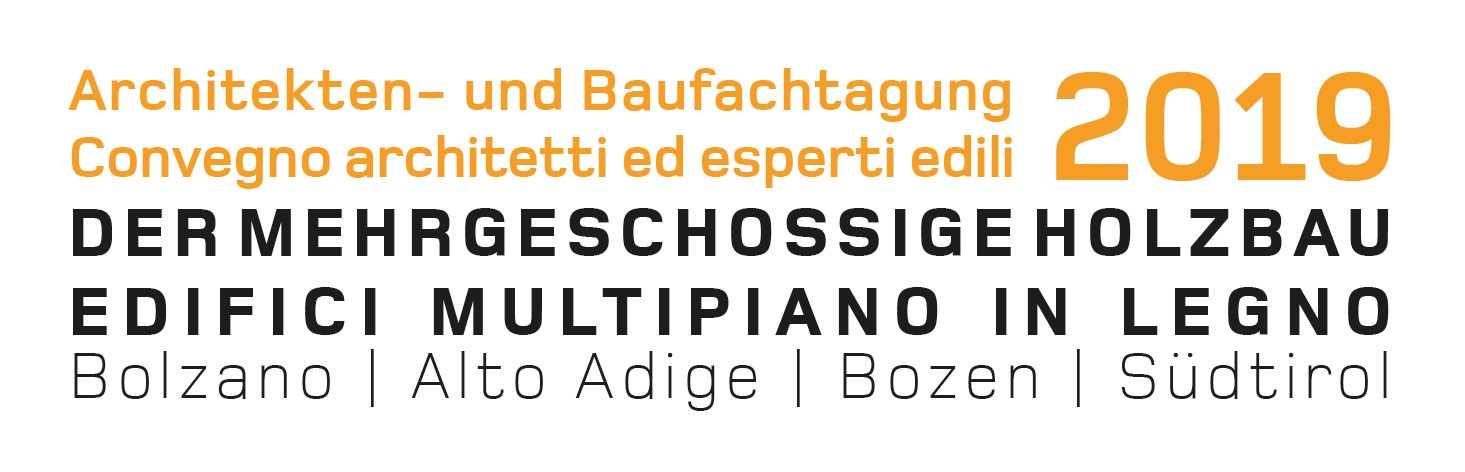 Architekten- und Baufachtagung 2019
Convegno architetti ed esperti edili
DER MEHRGESCHOSSIGE HOLZBAU
EDIFICI MULTIPIANO IN LEGNO
Bolzano | Alto Adige | Bozen | Südtirol